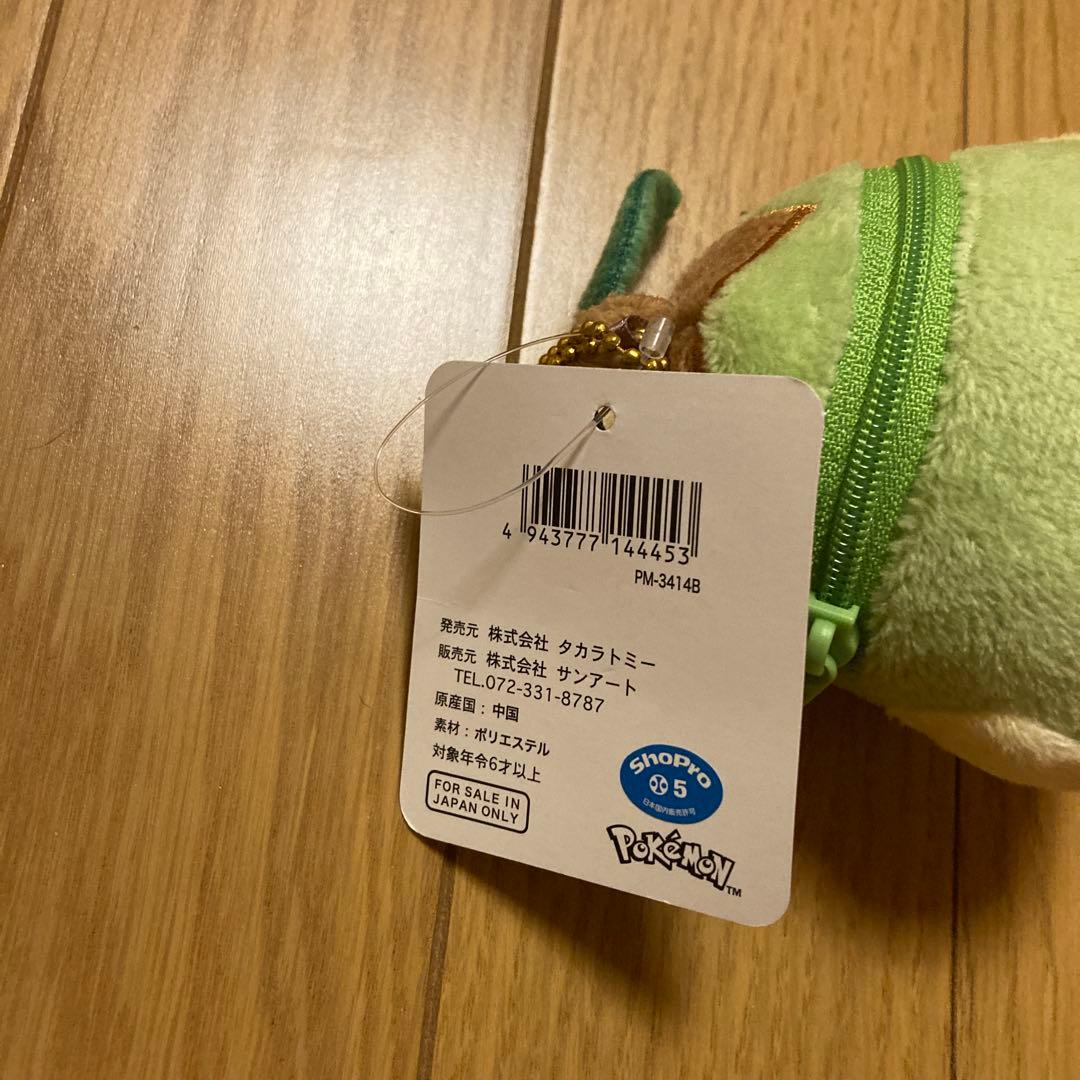 4 943777 144453
PM-3414B
発売元 株式会社 タカラトミー
販売元 株式会社 サンアート
TEL.072-331-8787
原産国：中国
素材：ポリエステル
対象年令6才以上
FOR SALE IN
JAPAN ONLY
ShoPro
5
日本国内販売許可
POKéMON
TM